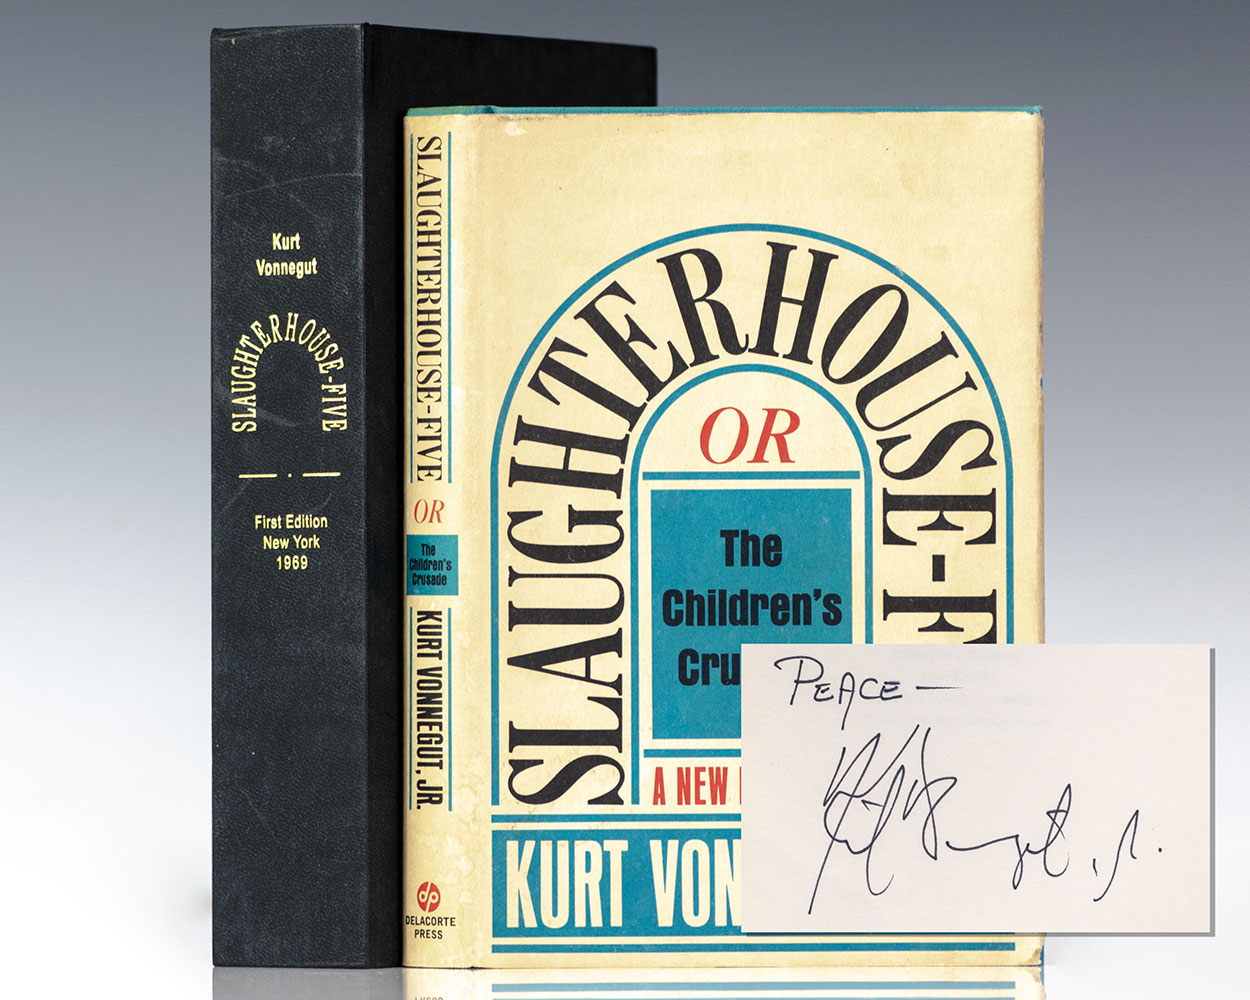 Kurt
Vonnegut
SLAUGHTERHOUSE-FIVE
First Edition
New York
1969
SLAUGHTERHOUSE-FIVE
OR
The
Children's
Crusade
KURT VONNEGUT, JR.
DELACORTE
PRESS
SLAUGHTERHOUSE-F
OR
The
Children's
Cru
A NEW
KURT VON
PEACE—